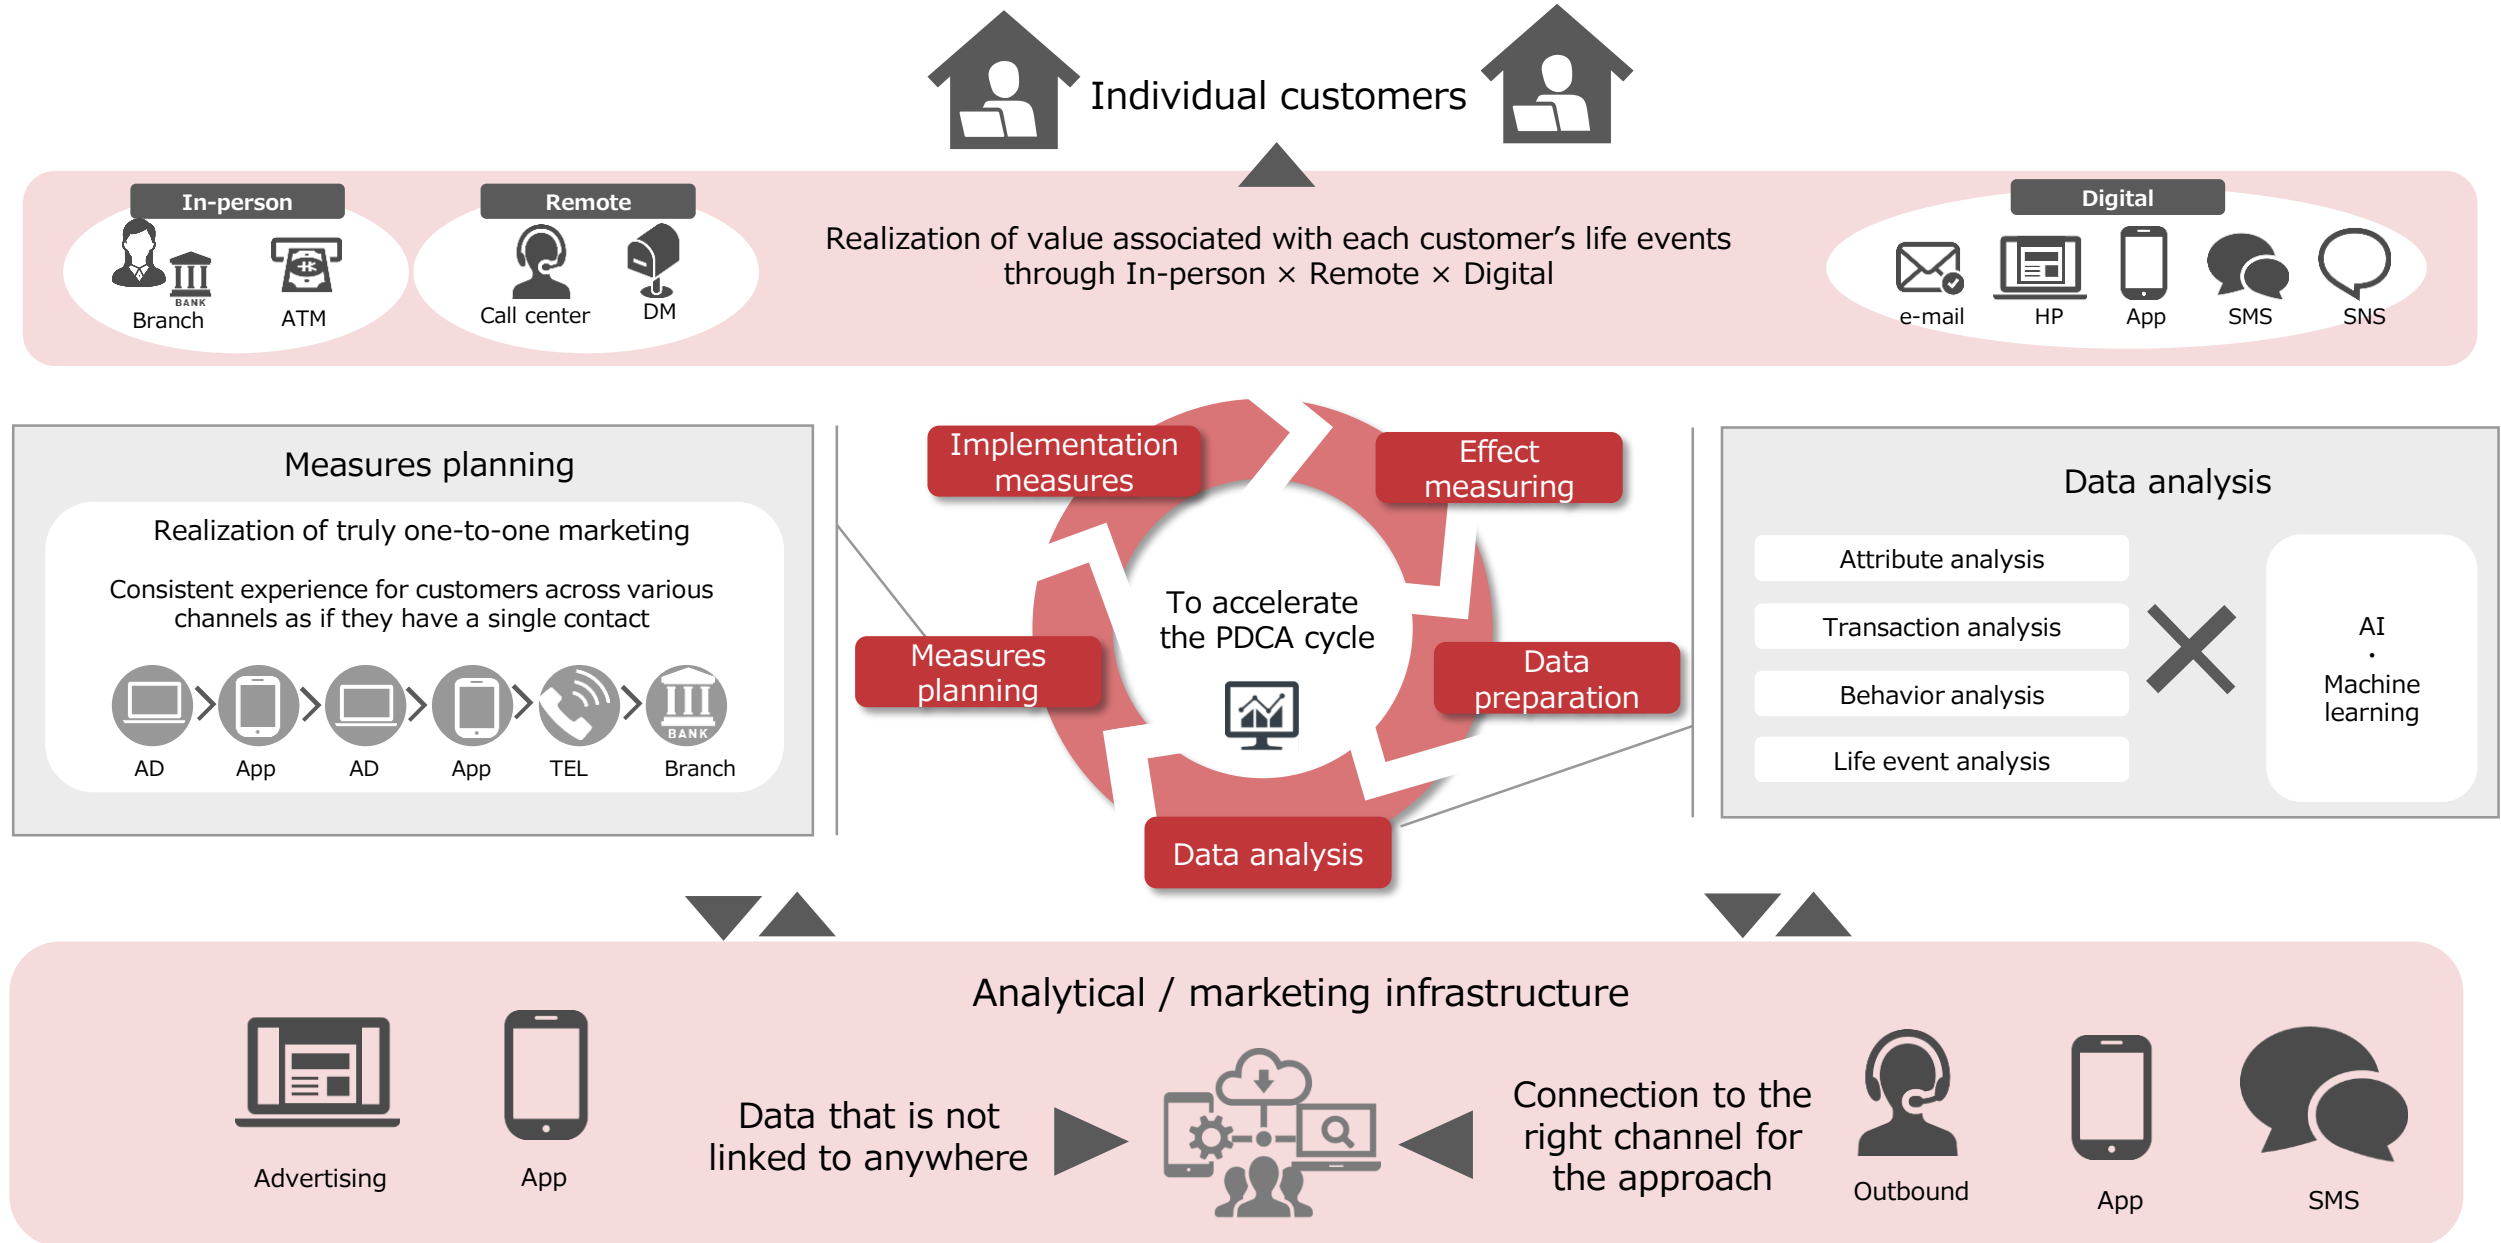 Individual customers
In-person
BANK
Branch
ATM
Remote
Call center
DM
Realization of value associated with each customer’s life events
through In-person × Remote × Digital
Digital
e-mail
HP
App
SMS
SNS
Measures planning
Realization of truly one-to-one marketing
Consistent experience for customers across various
channels as if they have a single contact
BANK
AD
App
AD
App
TEL
Branch
Implementation
measures
Effect
measuring
Measures
planning
To accelerate
the PDCA cycle
Data
preparation
Data analysis
Data analysis
Attribute analysis
Transaction analysis
Behavior analysis
Life event analysis
AI
・
Machine
learning
Analytical / marketing infrastructure
Advertising
App
Data that is not
linked to anywhere
Connection to the
right channel for
the approach
Outbound
App
SMS